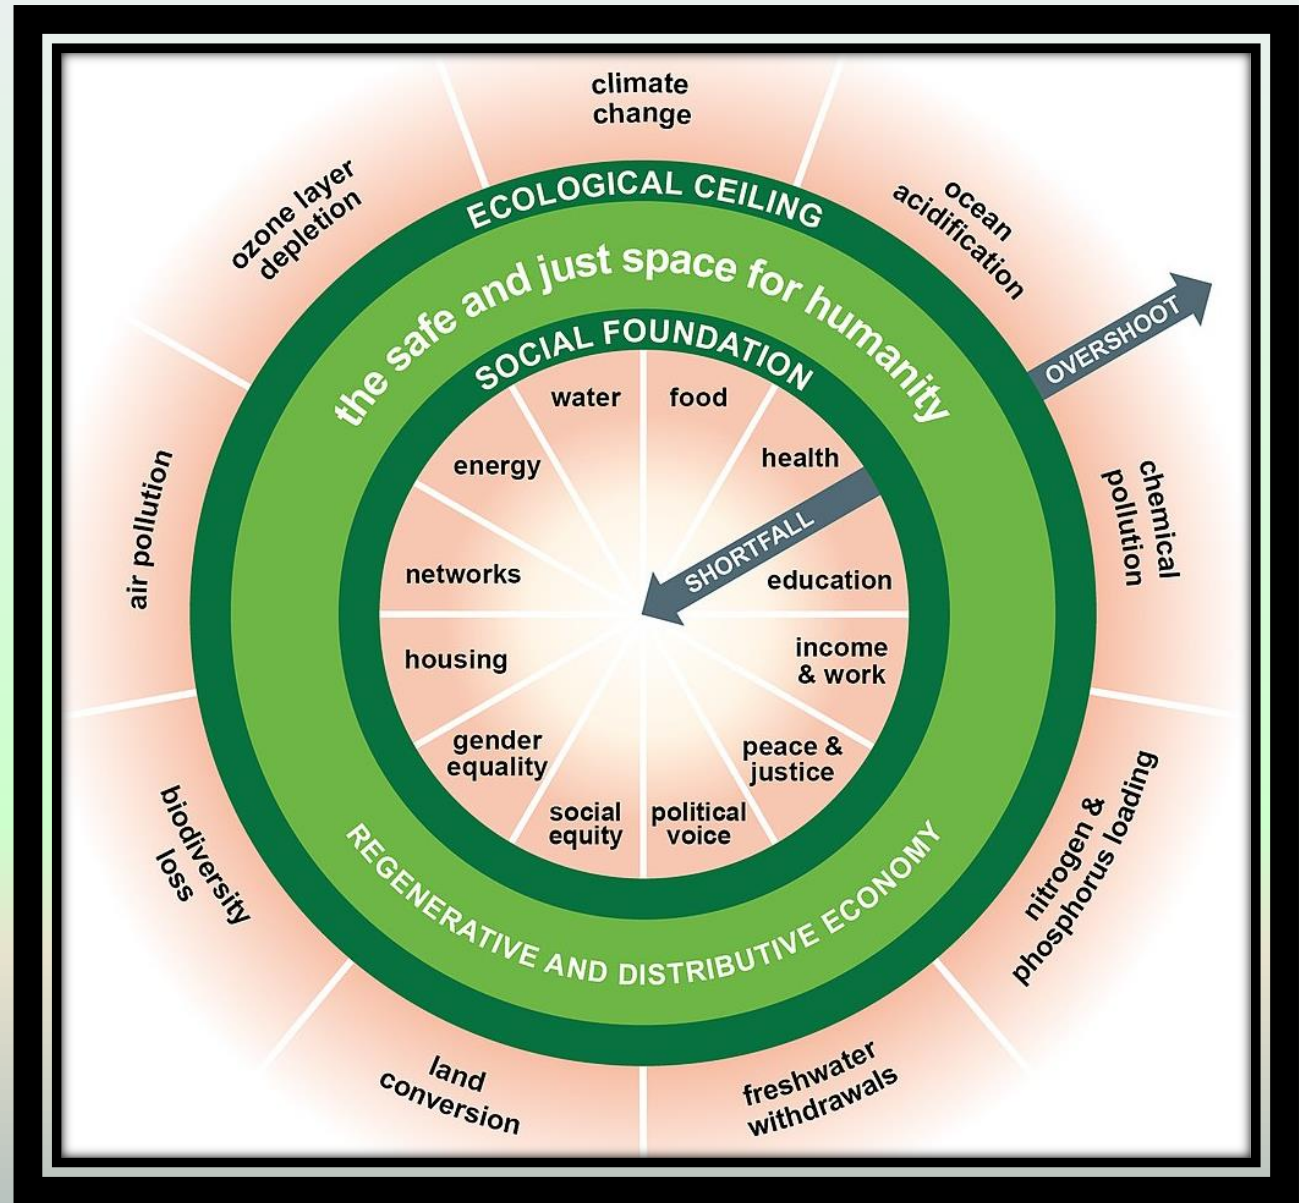 climate
change
ozone layer
depletion
ocean
acidification
ECOLOGICAL CEILING
the safe and just space for humanity
SOCIAL FOUNDATION
OVERSHOOT
water
food
energy
health
SHORTFALL
networks
education
housing
income
& work
gender
equality
peace &
justice
social
equity
political
voice
REGENERATIVE AND DISTRIBUTIVE ECONOMY
air pollution
chemical
pollution
biodiversity
loss
nitrogen &
phosphorus loading
land
conversion
freshwater
withdrawals